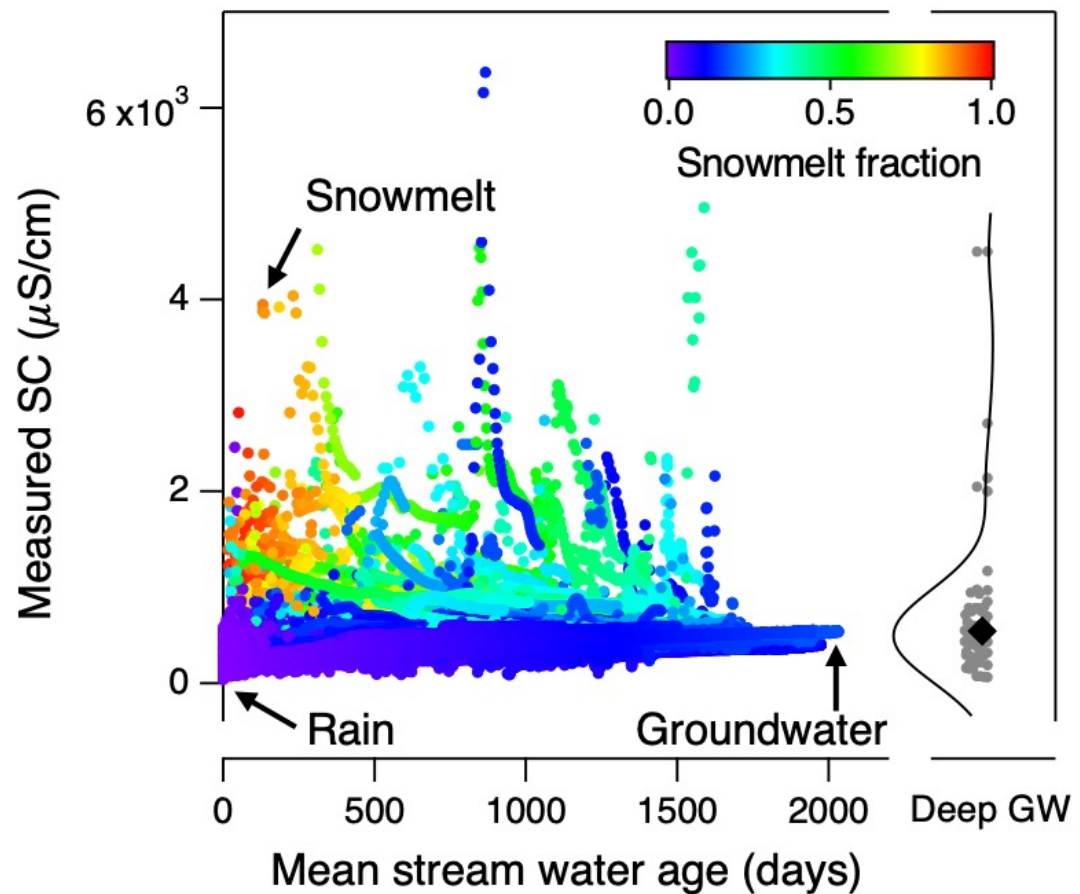 6 x10³
4
2
0
Measured SC (µS/cm)
Snowmelt
0.0 0.5 1.0
Snowmelt fraction
Rain
Groundwater
0 500 1000 1500 2000 Deep GW
Mean stream water age (days)